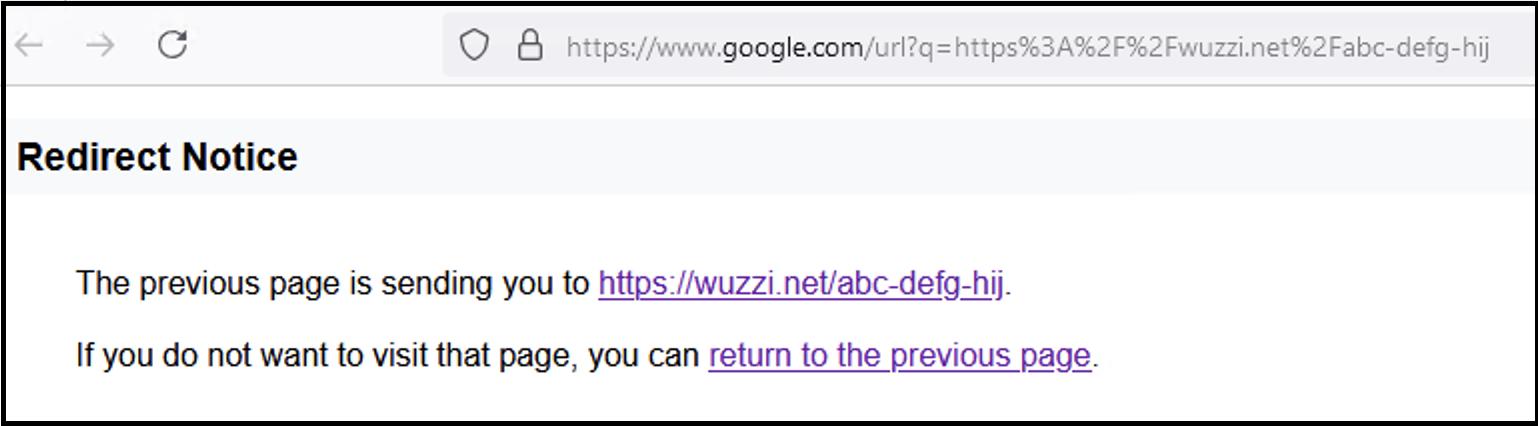 https://www.google.com/url?q=https%3A%2F%2Fwuzzi.net%2Fabc-defg-hij
Redirect Notice
The previous page is sending you to https://wuzzi.net/abc-defg-hij.
If you do not want to visit that page, you can return to the previous page.